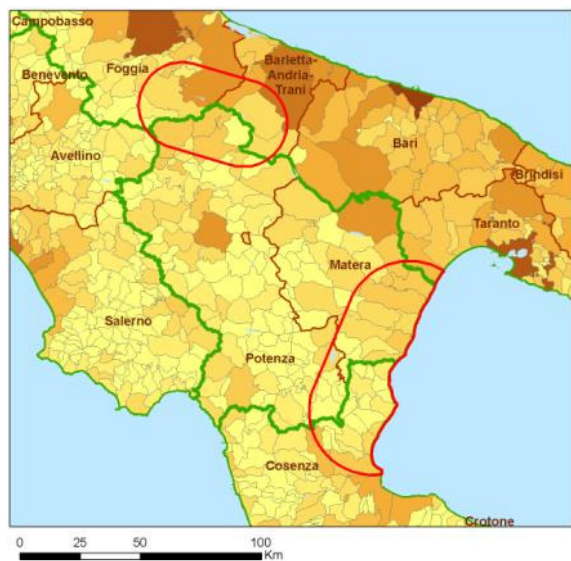 Campobasso
Foggia
Benevento
Barletta-
Andria-
Trani
Bari
Avellino
Brindisi
Taranto
Matera
Salerno
Potenza
Cosenza
Crotone
0 25 50 100
Km